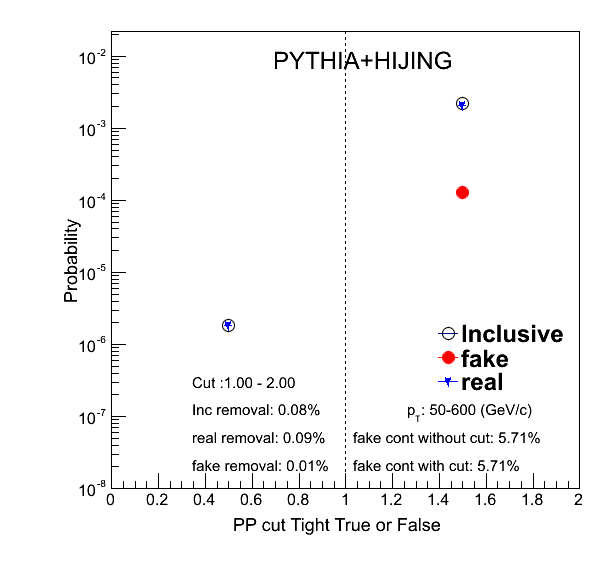 PYTHIA+HIJING
10-2
10-3
10-4
10-5
10-6
10-7
10-8
Probability
Inclusive
fake
real
Cut :1.00 - 2.00
Inc removal: 0.08%
pT: 50-600 (GeV/c)
real removal: 0.09%
fake cont without cut: 5.71%
fake removal: 0.01%
fake cont with cut: 5.71%
0 0.2 0.4 0.6 0.8 1 1.2 1.4 1.6 1.8 2
PP cut Tight True or False